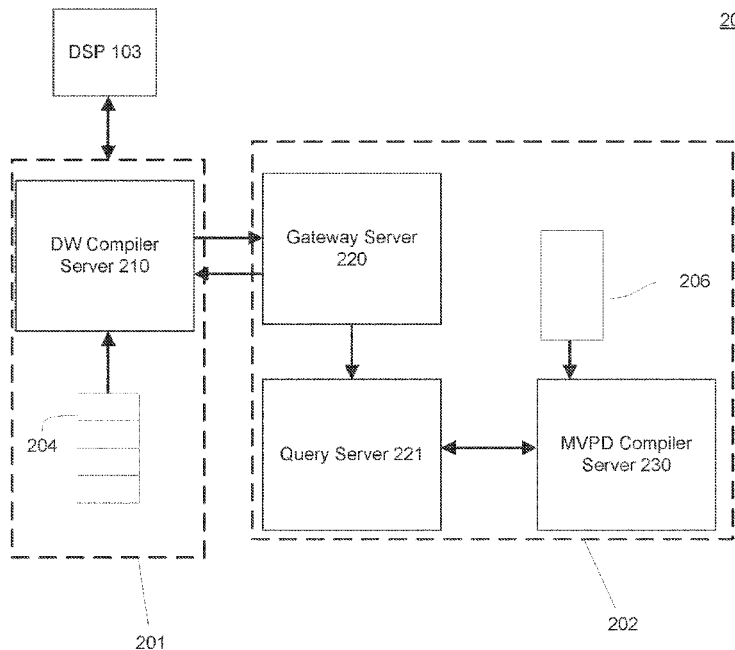 20
DSP 103
DW Compiler
Server 210
Gateway Server
220
206
204
Query Server 221
MVPD Compiler
Server 230
201
202